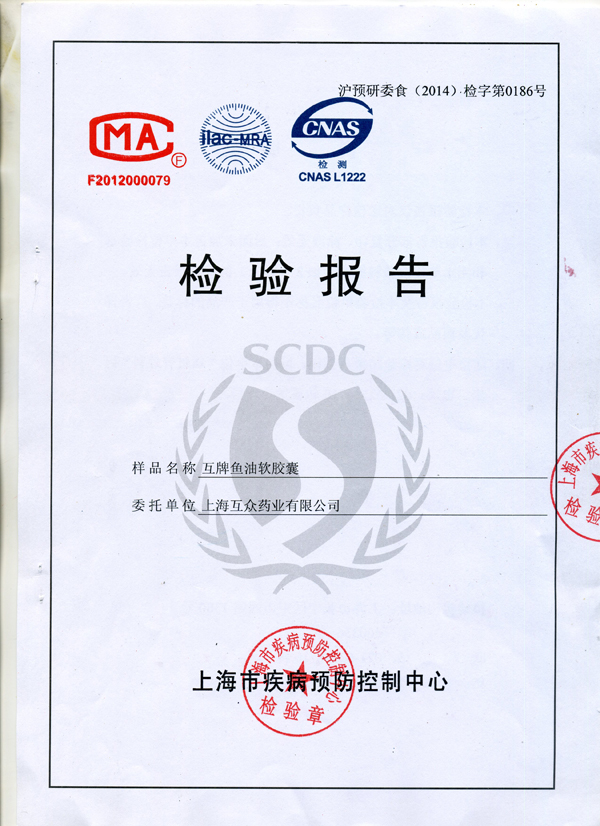 沪预研委食（2014）检字第0186号
CMA
F
F2012000079
ilac-MRA
CNAS
检测
CNAS L1222
检验报告
SCDC
样品名称 互牌鱼油软胶囊
委托单位 上海互众药业有限公司
上海市疾
检验
上海市疾病预防控制中心
上海市疾病预防控制中心
检验章